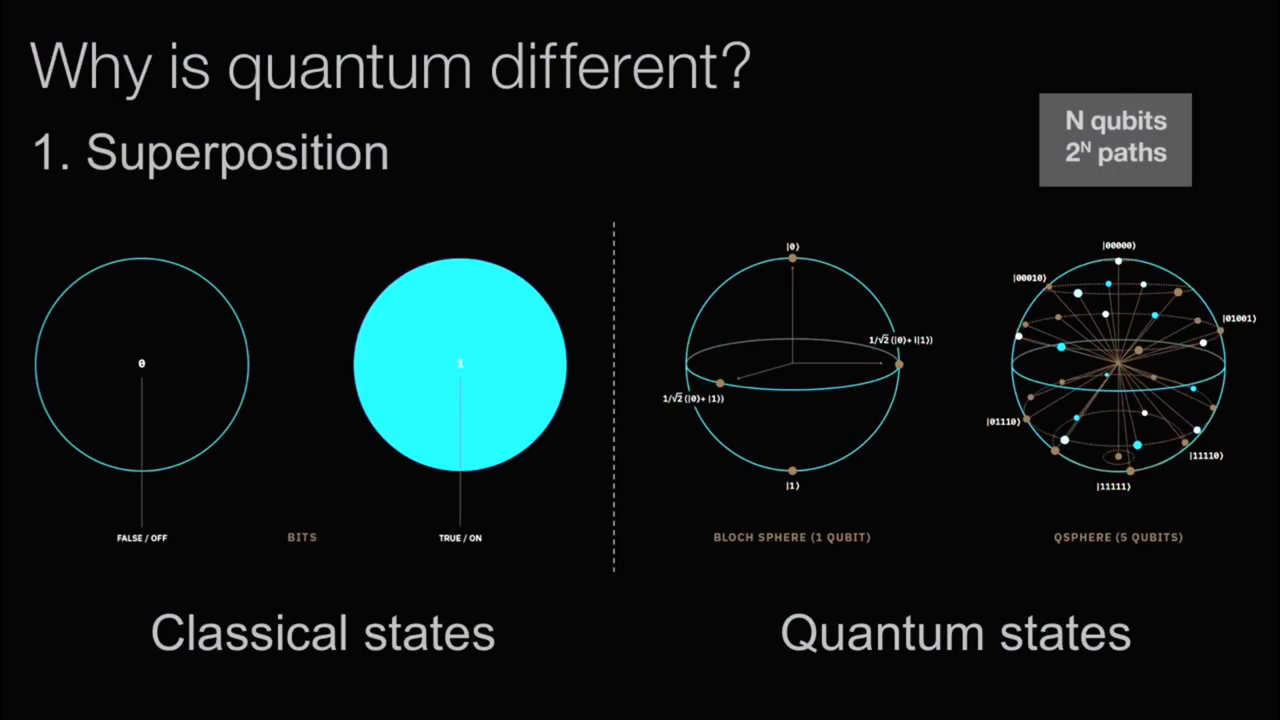 Why is quantum different?
1. Superposition
N qubits
2ᴺ paths
0
1
FALSE / OFF
BITS
TRUE / ON
|0⟩
1/√2 (|0⟩+ i|1⟩)
1/√2 (|0⟩+ |1⟩)
|1⟩
BLOCH SPHERE (1 QUBIT)
|00000⟩
|00010⟩
|01001⟩
|01110⟩
|11110⟩
|11111⟩
QSPHERE (5 QUBITS)
Classical states
Quantum states